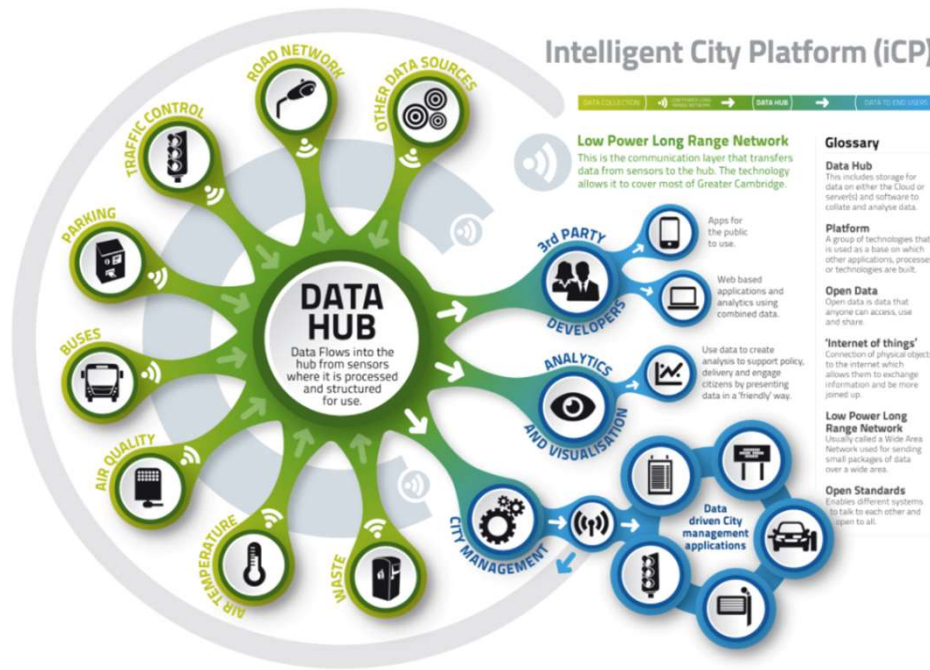 Intelligent City Platform (iCP)
DATA COLLECTION
LOW POWER LONG
RANGE NETWORK
DATA HUB
DATA TO END USERS
ROAD NETWORK
OTHER DATA SOURCES
TRAFFIC CONTROL
PARKING
BUSES
AIR QUALITY
AIR TEMPERATURE
WASTE
DATA
HUB
Data Flows into the
hub from sensors
where it is processed
and structured
for use.
Low Power Long Range Network
This is the communication layer that transfers
data from sensors to the hub. The technology
allows it to cover most of Greater Cambridge.
3rd PARTY
DEVELOPERS
Apps for
the public
to use.
Web based
applications and
analytics using
combined data.
ANALYTICS
AND VISUALISATION
Use data to create
analysis to support policy,
delivery and engage
citizens by presenting
data in a 'friendly' way.
CITY MANAGEMENT
Data
driven City
management
applications
Glossary
Data Hub
This includes storage for
data on either the Cloud or
server(s) and software to
collate and analyse data.
Platform
A group of technologies that
is used as a base on which
other applications, processes
or technologies are built.
Open Data
Open data is data that
anyone can access, use
and share.
'Internet of things'
Connection of physical objects
to the internet which
allows them to exchange
information and be more
joined up.
Low Power Long
Range Network
Usually called a Wide Area
Network used for sending
small packages of data
over a wide area.
Open Standards
Enables different systems
to talk to each other and
open to all.